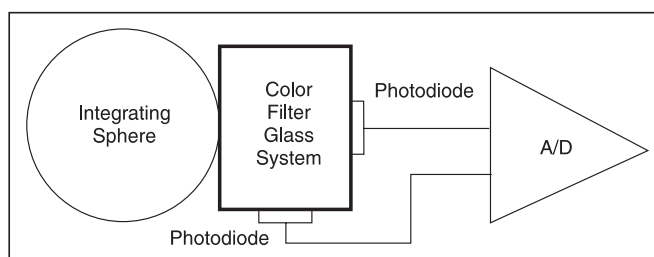 Integrating
Sphere
Color
Filter
Glass
System
Photodiode
A/D
Photodiode